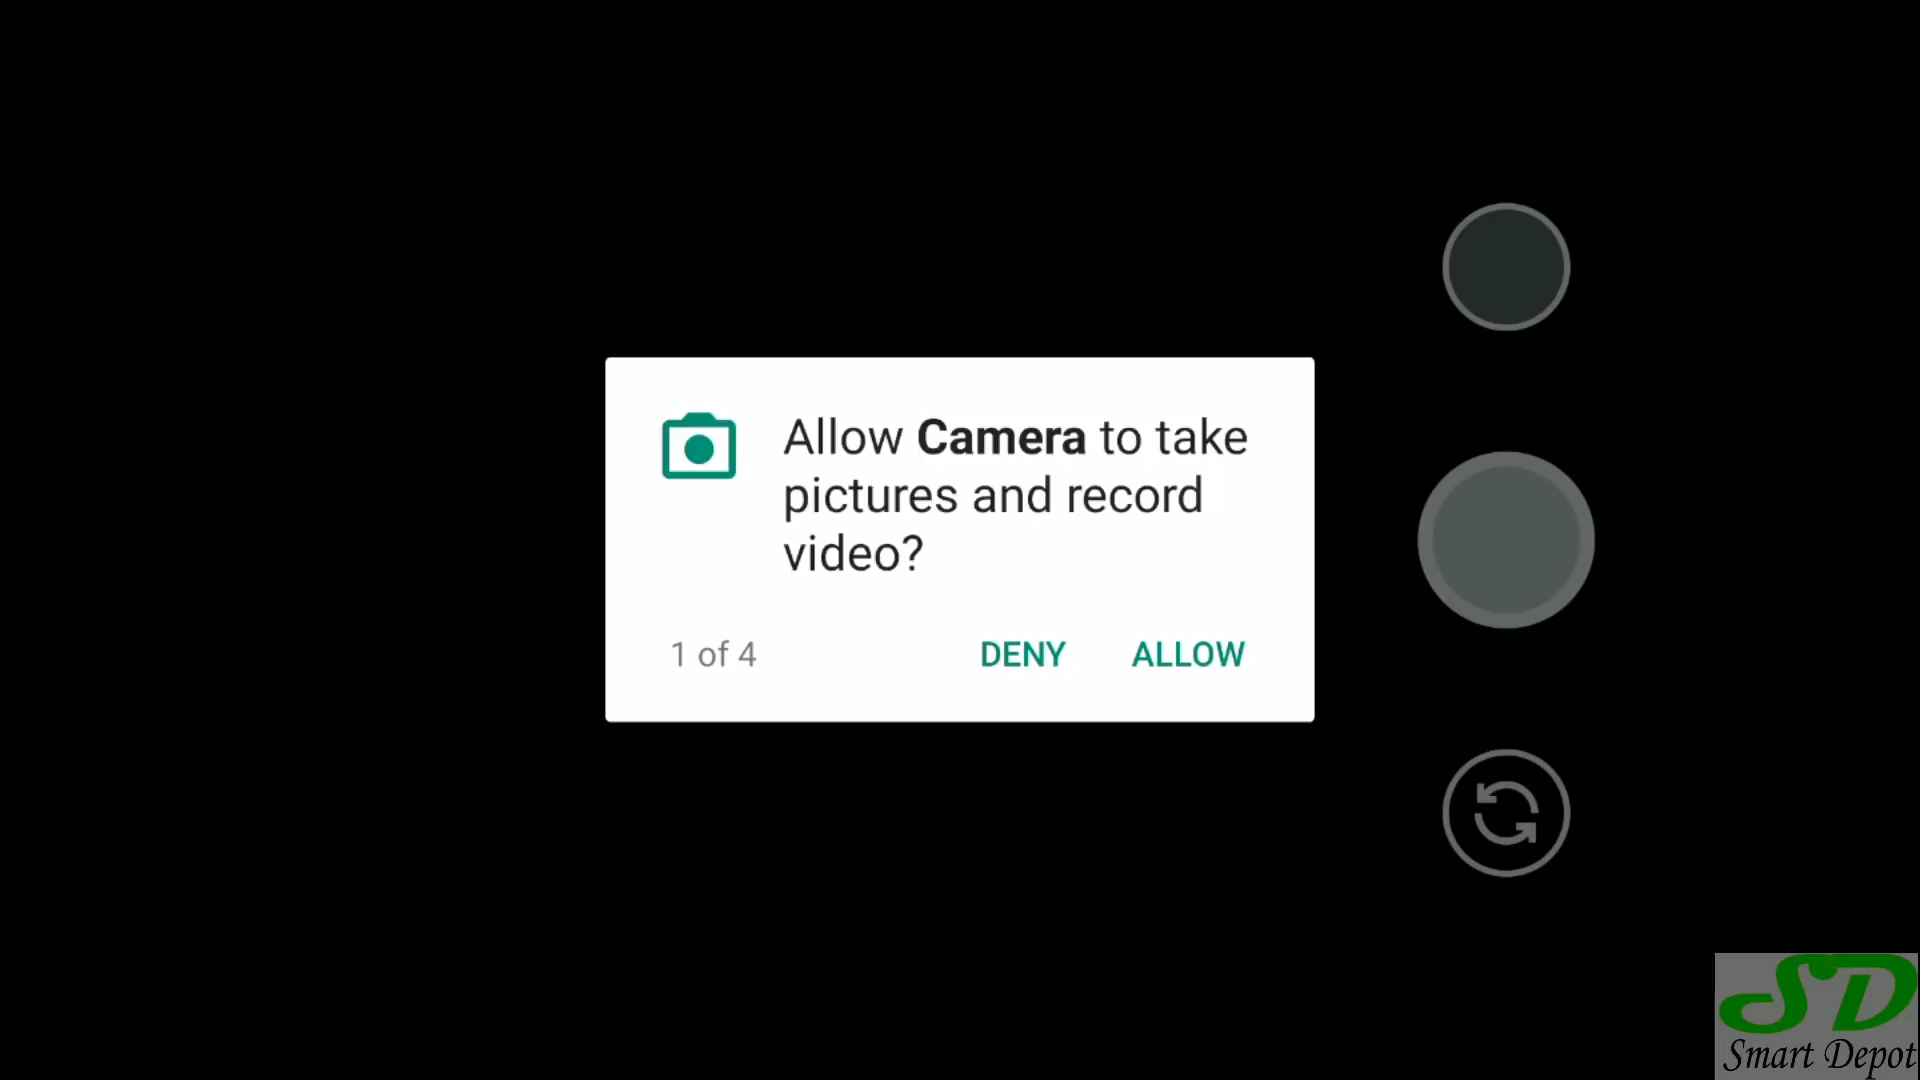 Allow Camera to take
pictures and record
video?
1 of 4 DENY ALLOW
SD
Smart Depot